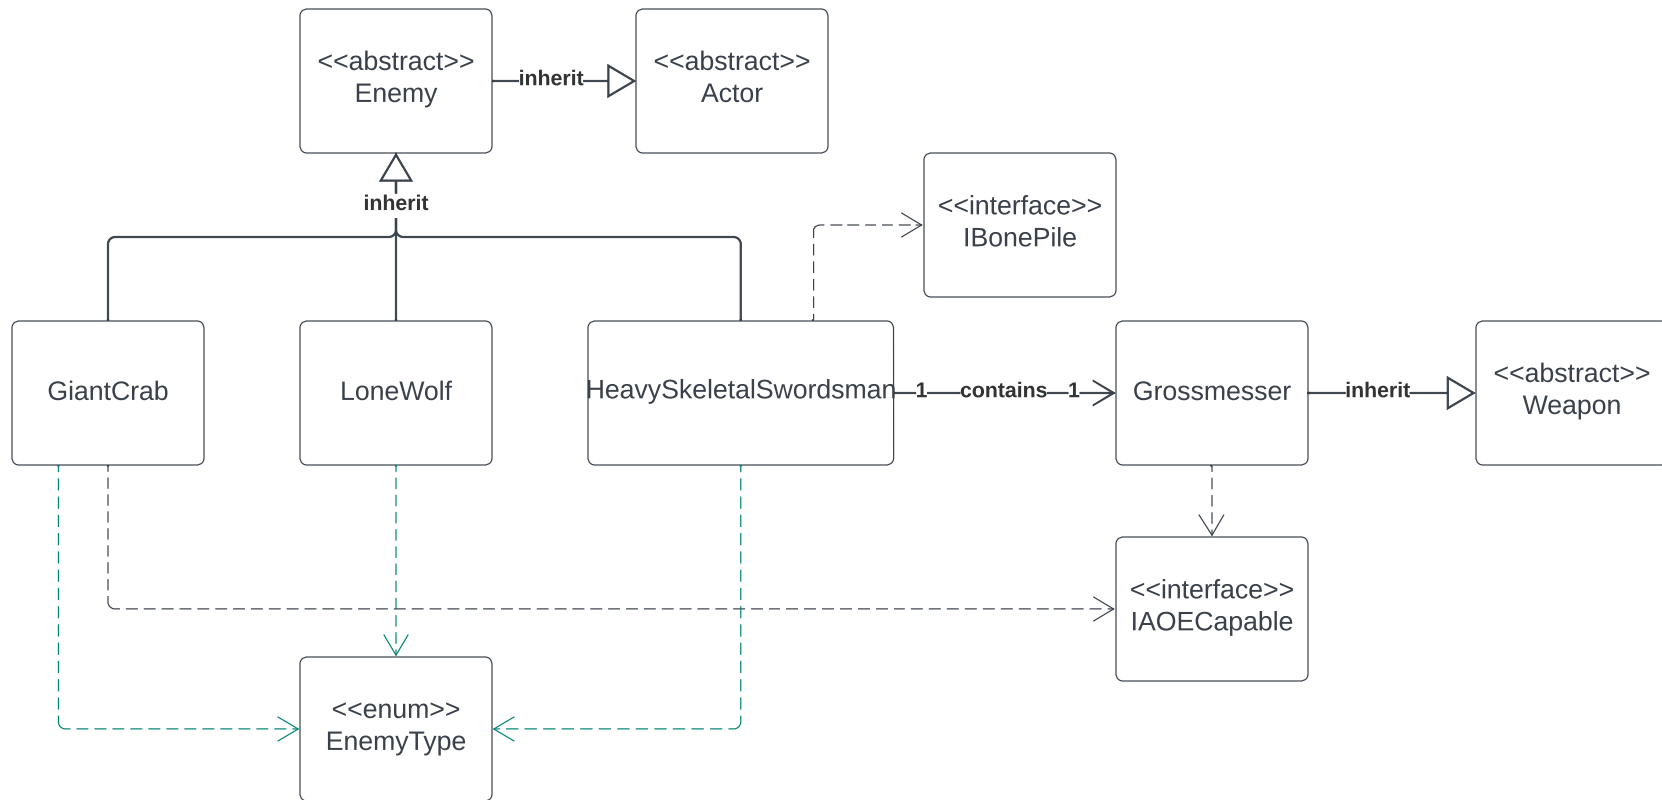 <<abstract>>
Enemy
inherit
<<abstract>>
Actor
inherit
<<interface>>
IBonePile
GiantCrab
LoneWolf
HeavySkeletalSwordsman
1
contains
1
Grossmesser
inherit
<<abstract>>
Weapon
<<interface>>
IAOECapable
<<enum>>
EnemyType